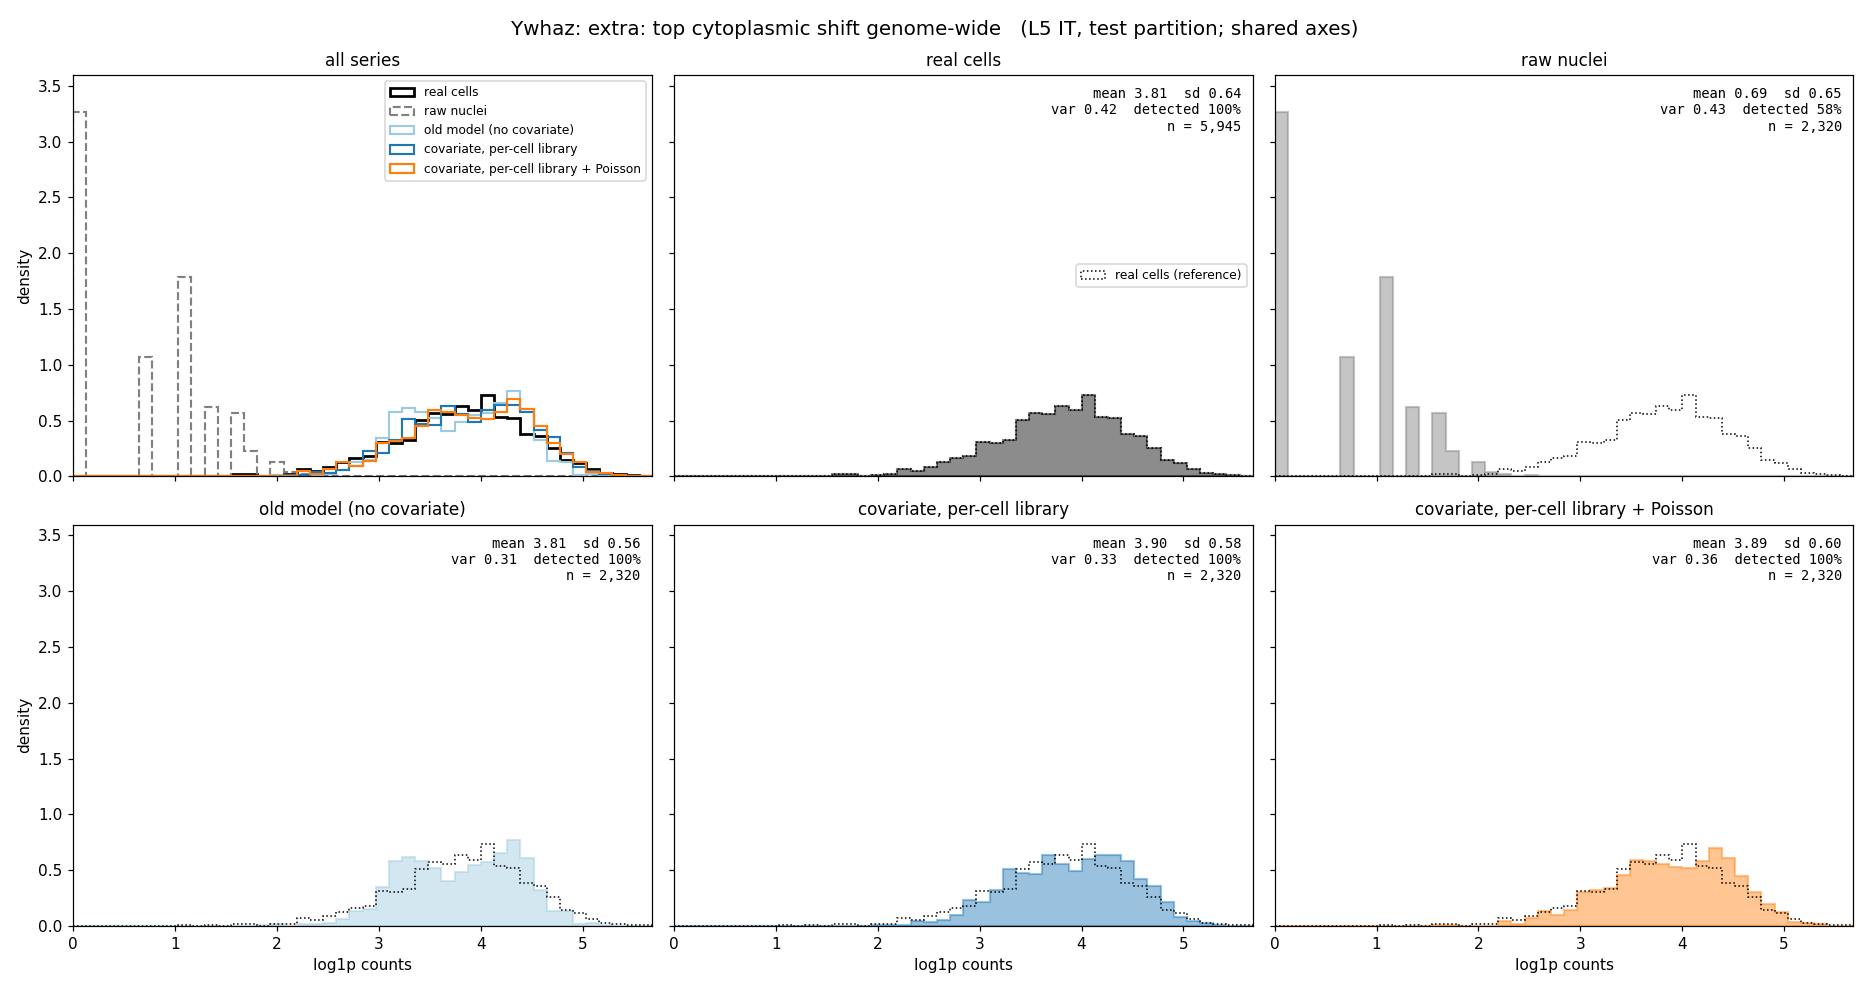 Ywhaz: extra: top cytoplasmic shift genome-wide   (L5 IT, test partition; shared axes)
all series
real cells
raw nuclei
old model (no covariate)
covariate, per-cell library
covariate, per-cell library + Poisson
density
3.5
3.0
2.5
2.0
1.5
1.0
0.5
0.0
real cells
mean 3.81  sd 0.64
var 0.42  detected 100%
n = 5,945
real cells (reference)
raw nuclei
mean 0.69  sd 0.65
var 0.43  detected 58%
n = 2,320
old model (no covariate)
mean 3.81  sd 0.56
var 0.31  detected 100%
n = 2,320
density
3.5
3.0
2.5
2.0
1.5
1.0
0.5
0.0
0 1 2 3 4 5
log1p counts
covariate, per-cell library
mean 3.90  sd 0.58
var 0.33  detected 100%
n = 2,320
0 1 2 3 4 5
log1p counts
covariate, per-cell library + Poisson
mean 3.89  sd 0.60
var 0.36  detected 100%
n = 2,320
0 1 2 3 4 5
log1p counts